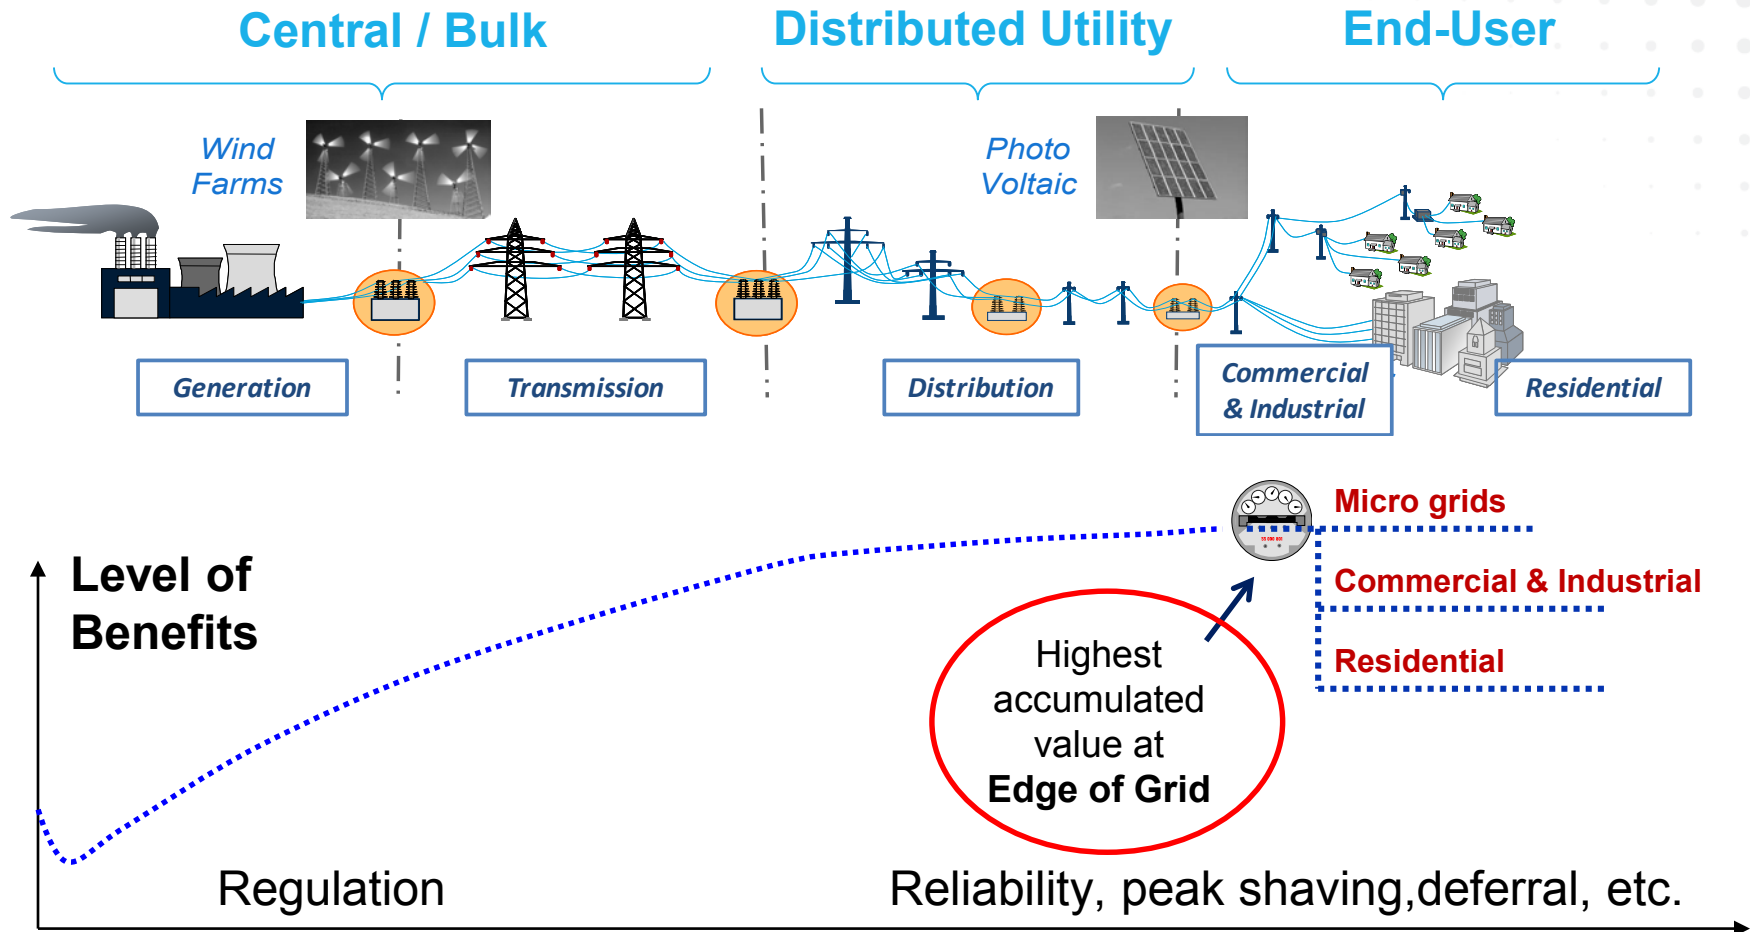 Central / Bulk
Distributed Utility
End-User
Wind
Farms
Photo
Voltaic
Generation
Transmission
Distribution
Commercial
& Industrial
Residential
Level of
Benefits
Micro grids
Commercial & Industrial
Residential
Highest
accumulated
value at
Edge of Grid
Regulation
Reliability, peak shaving,deferral, etc.